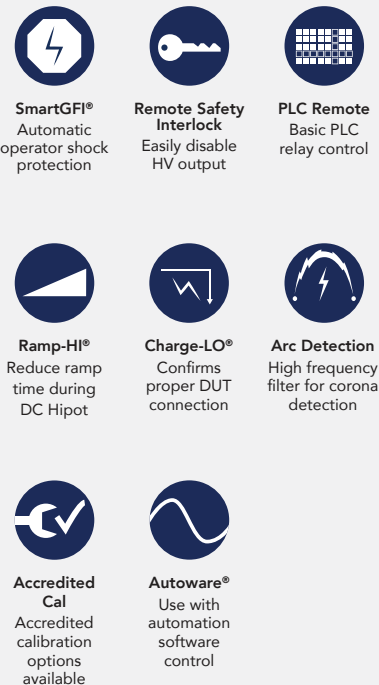 SmartGFI®
Automatic
operator shock
protection
Remote Safety
Interlock
Easily disable
HV output
PLC Remote
Basic PLC
relay control
Ramp-HI®
Reduce ramp
time during
DC Hipot
Charge-LO®
Confirms
proper DUT
connection
Arc Detection
High frequency
filter for corona
detection
Accredited
Cal
Accredited
calibration
options
available
Autoware®
Use with
automation
software
control